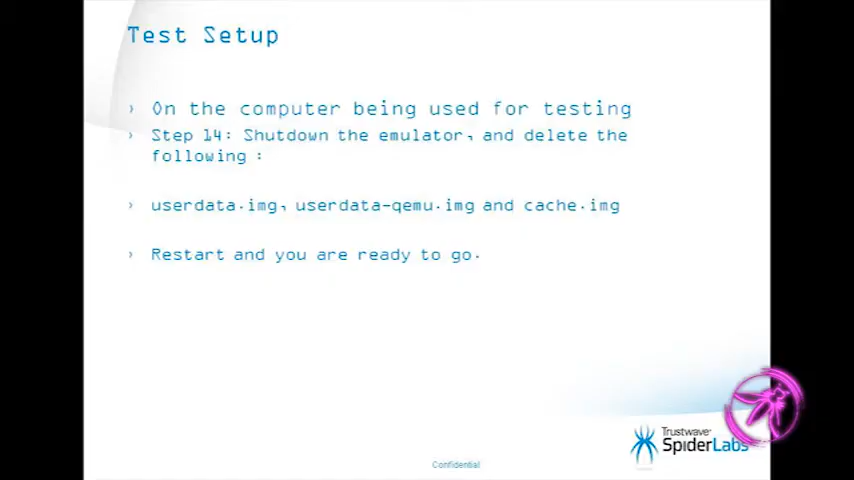 Test Setup
› On the computer being used for testing
› Step 14: Shutdown the emulator, and delete the
following :
› userdata.img, userdata-qemu.img and cache.img
› Restart and you are ready to go.
Trustwave
SpiderLabs
Confidential